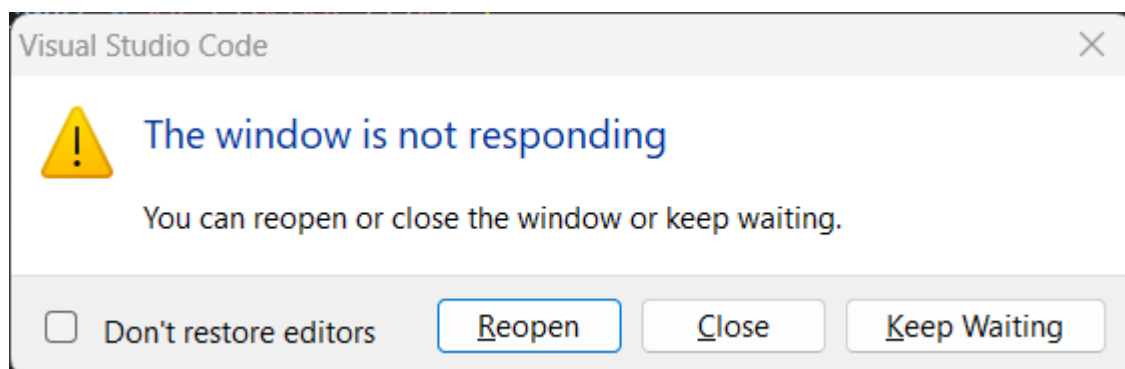 Visual Studio Code
The window is not responding
You can reopen or close the window or keep waiting.
Don't restore editors
Reopen
Close
Keep Waiting